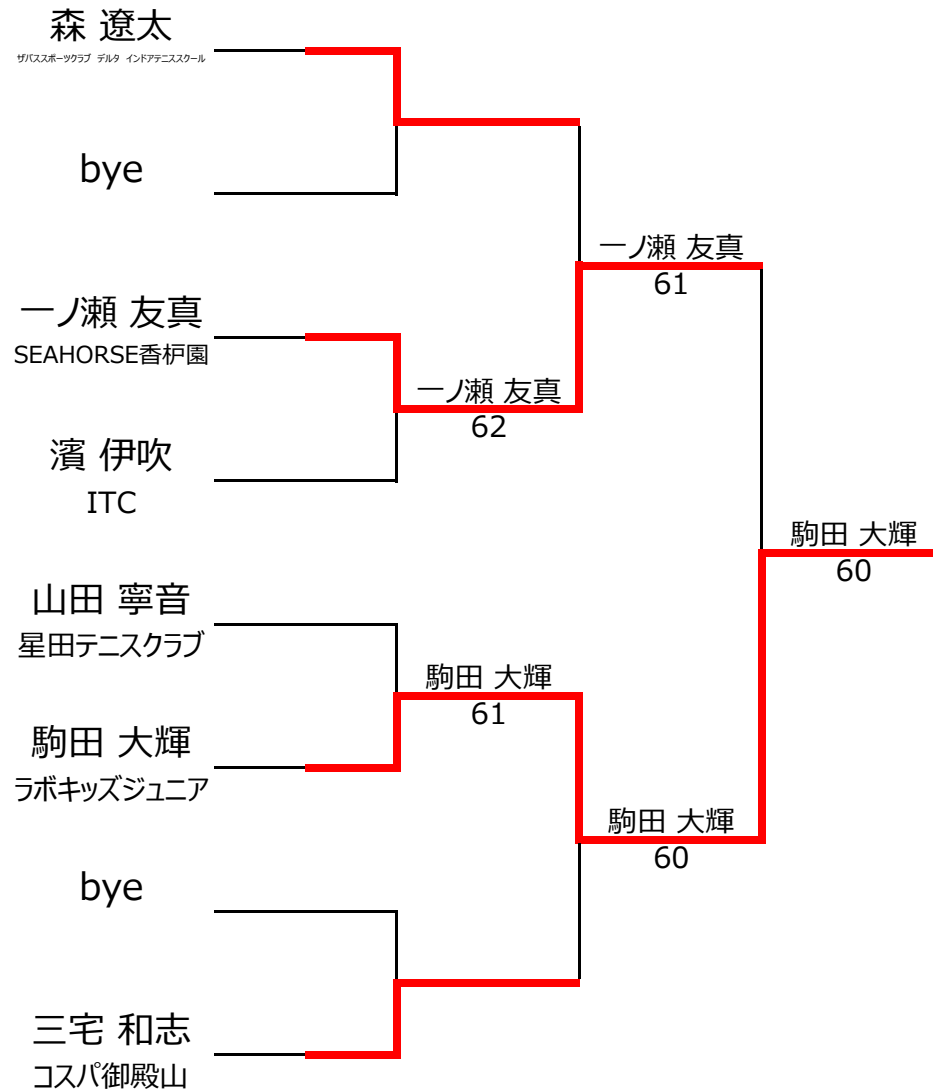 森 遼太
ザバススポーツクラブ デルタ インドアテニススクール
bye
一ノ瀬 友真
61
一ノ瀬 友真
SEAHORSE香枦園
一ノ瀬 友真
62
濱 伊吹
ITC
駒田 大輝
60
山田 寧音
星田テニスクラブ
駒田 大輝
61
駒田 大輝
ラボキッズジュニア
駒田 大輝
60
bye
三宅 和志
コスパ御殿山